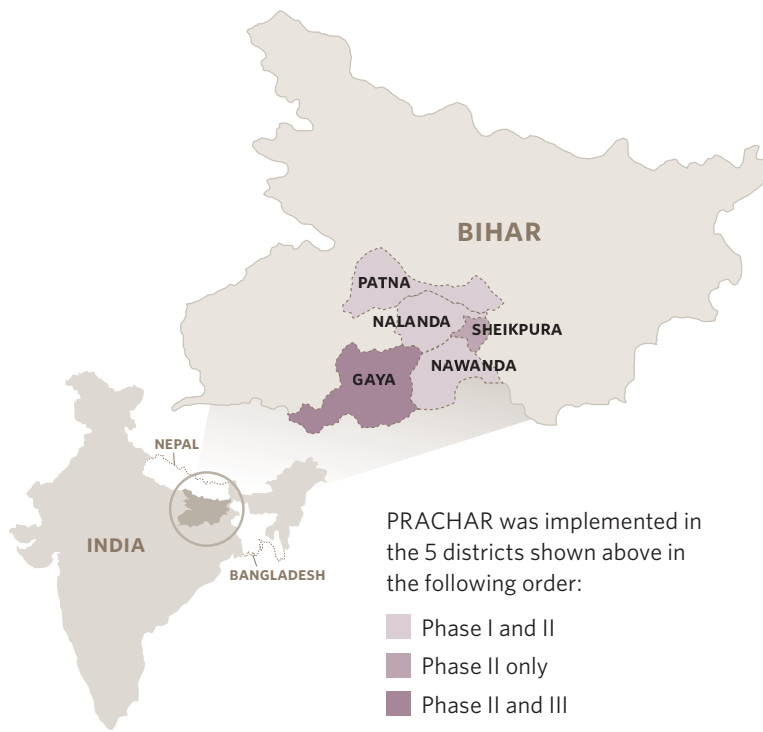 BIHAR
PATNA
NALANDA
SHEIKPURA
NAWANDA
GAYA
NEPAL
INDIA
BANGLADESH
PRACHAR was implemented in
the 5 districts shown above in
the following order:
Phase I and II
Phase II only
Phase II and III